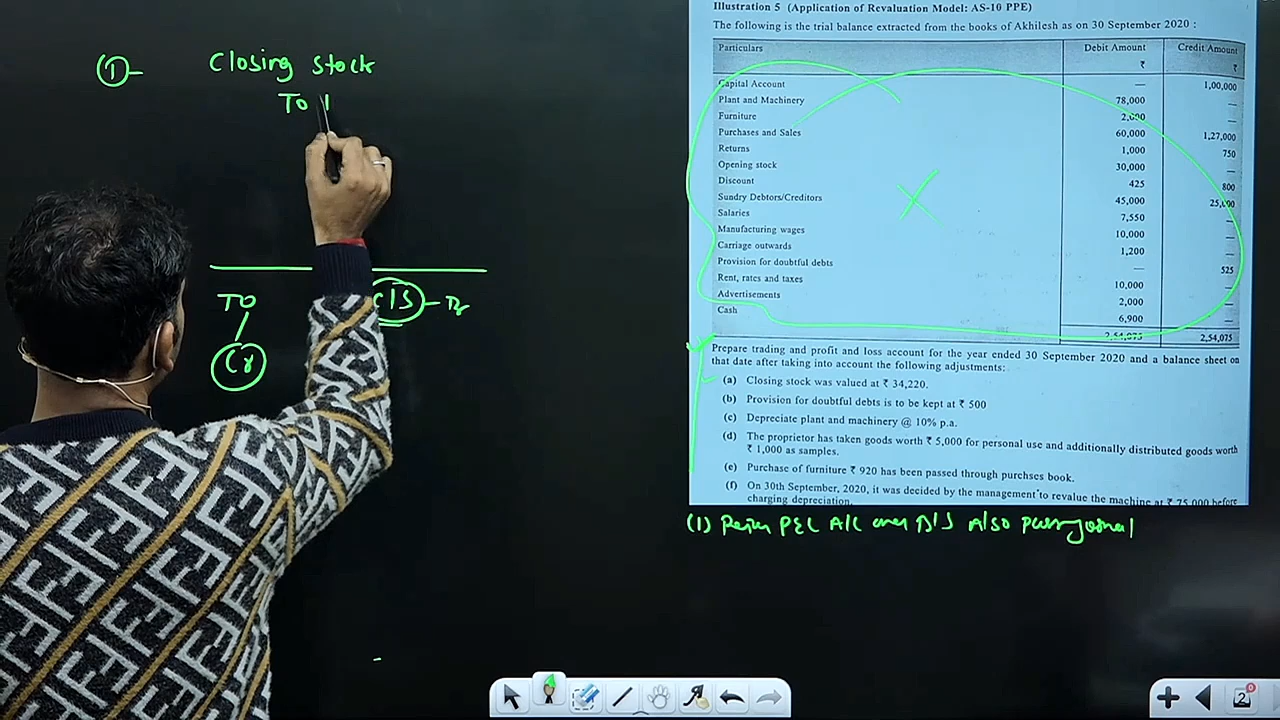 Illustration 5 (Application of Revaluation Model: AS-10 PPE)
The following is the trial balance extracted from the books of Akhilesh as on 30 September 2020 :
Particulars Debit Amount ₹ Credit Amount ₹
Capital Account — 1,00,000
Plant and Machinery 78,000 —
Furniture 2,000 —
Purchases and Sales 60,000 1,27,000
Returns 1,000 750
Opening stock 30,000 —
Discount 425 800
Sundry Debtors/Creditors 45,000 25,000
Salaries 7,550 —
Manufacturing wages 10,000 —
Carriage outwards 1,200 —
Provision for doubtful debts — 525
Rent, rates and taxes 10,000 —
Advertisements 2,000 —
Cash 6,900 —
2,54,075 2,54,075
Prepare trading and profit and loss account for the year ended 30 September 2020 and a balance sheet on
that date after taking into account the following adjustments:
(a) Closing stock was valued at ₹ 34,220.
(b) Provision for doubtful debts is to be kept at ₹ 500
(c) Depreciate plant and machinery @ 10% p.a.
(d) The proprietor has taken goods worth ₹ 5,000 for personal use and additionally distributed goods worth
₹ 1,000 as samples.
(e) Purchase of furniture ₹ 920 has been passed through purchses book.
(f) On 30th September, 2020, it was decided by the management to revalue the machine at ₹ 75,000 before
charging depreciation.
(1) P&L A/c B/S Also
① - Closing stock
To
To C/S -
Cr
2